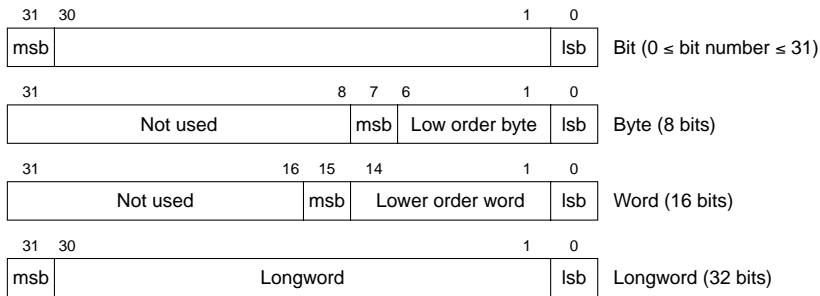 31 30 1 0
msb lsb Bit (0 ≤ bit number ≤ 31)
31 8 7 6 1 0
Not used msb Low order byte lsb Byte (8 bits)
31 16 15 14 1 0
Not used msb Lower order word lsb Word (16 bits)
31 30 1 0
msb Longword lsb Longword (32 bits)